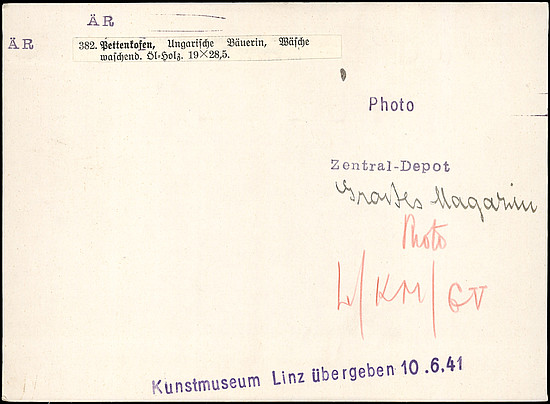 ÄR
ÄR
382. Pettenkofen, Ungarische Bäuerin, Wäsche
waschend. Öl-Holz. 19×28,5.
Photo
Zentral-Depot
Großes Magazin
Photo
L/KM/GV
Kunstmuseum Linz übergeben 10.6.41